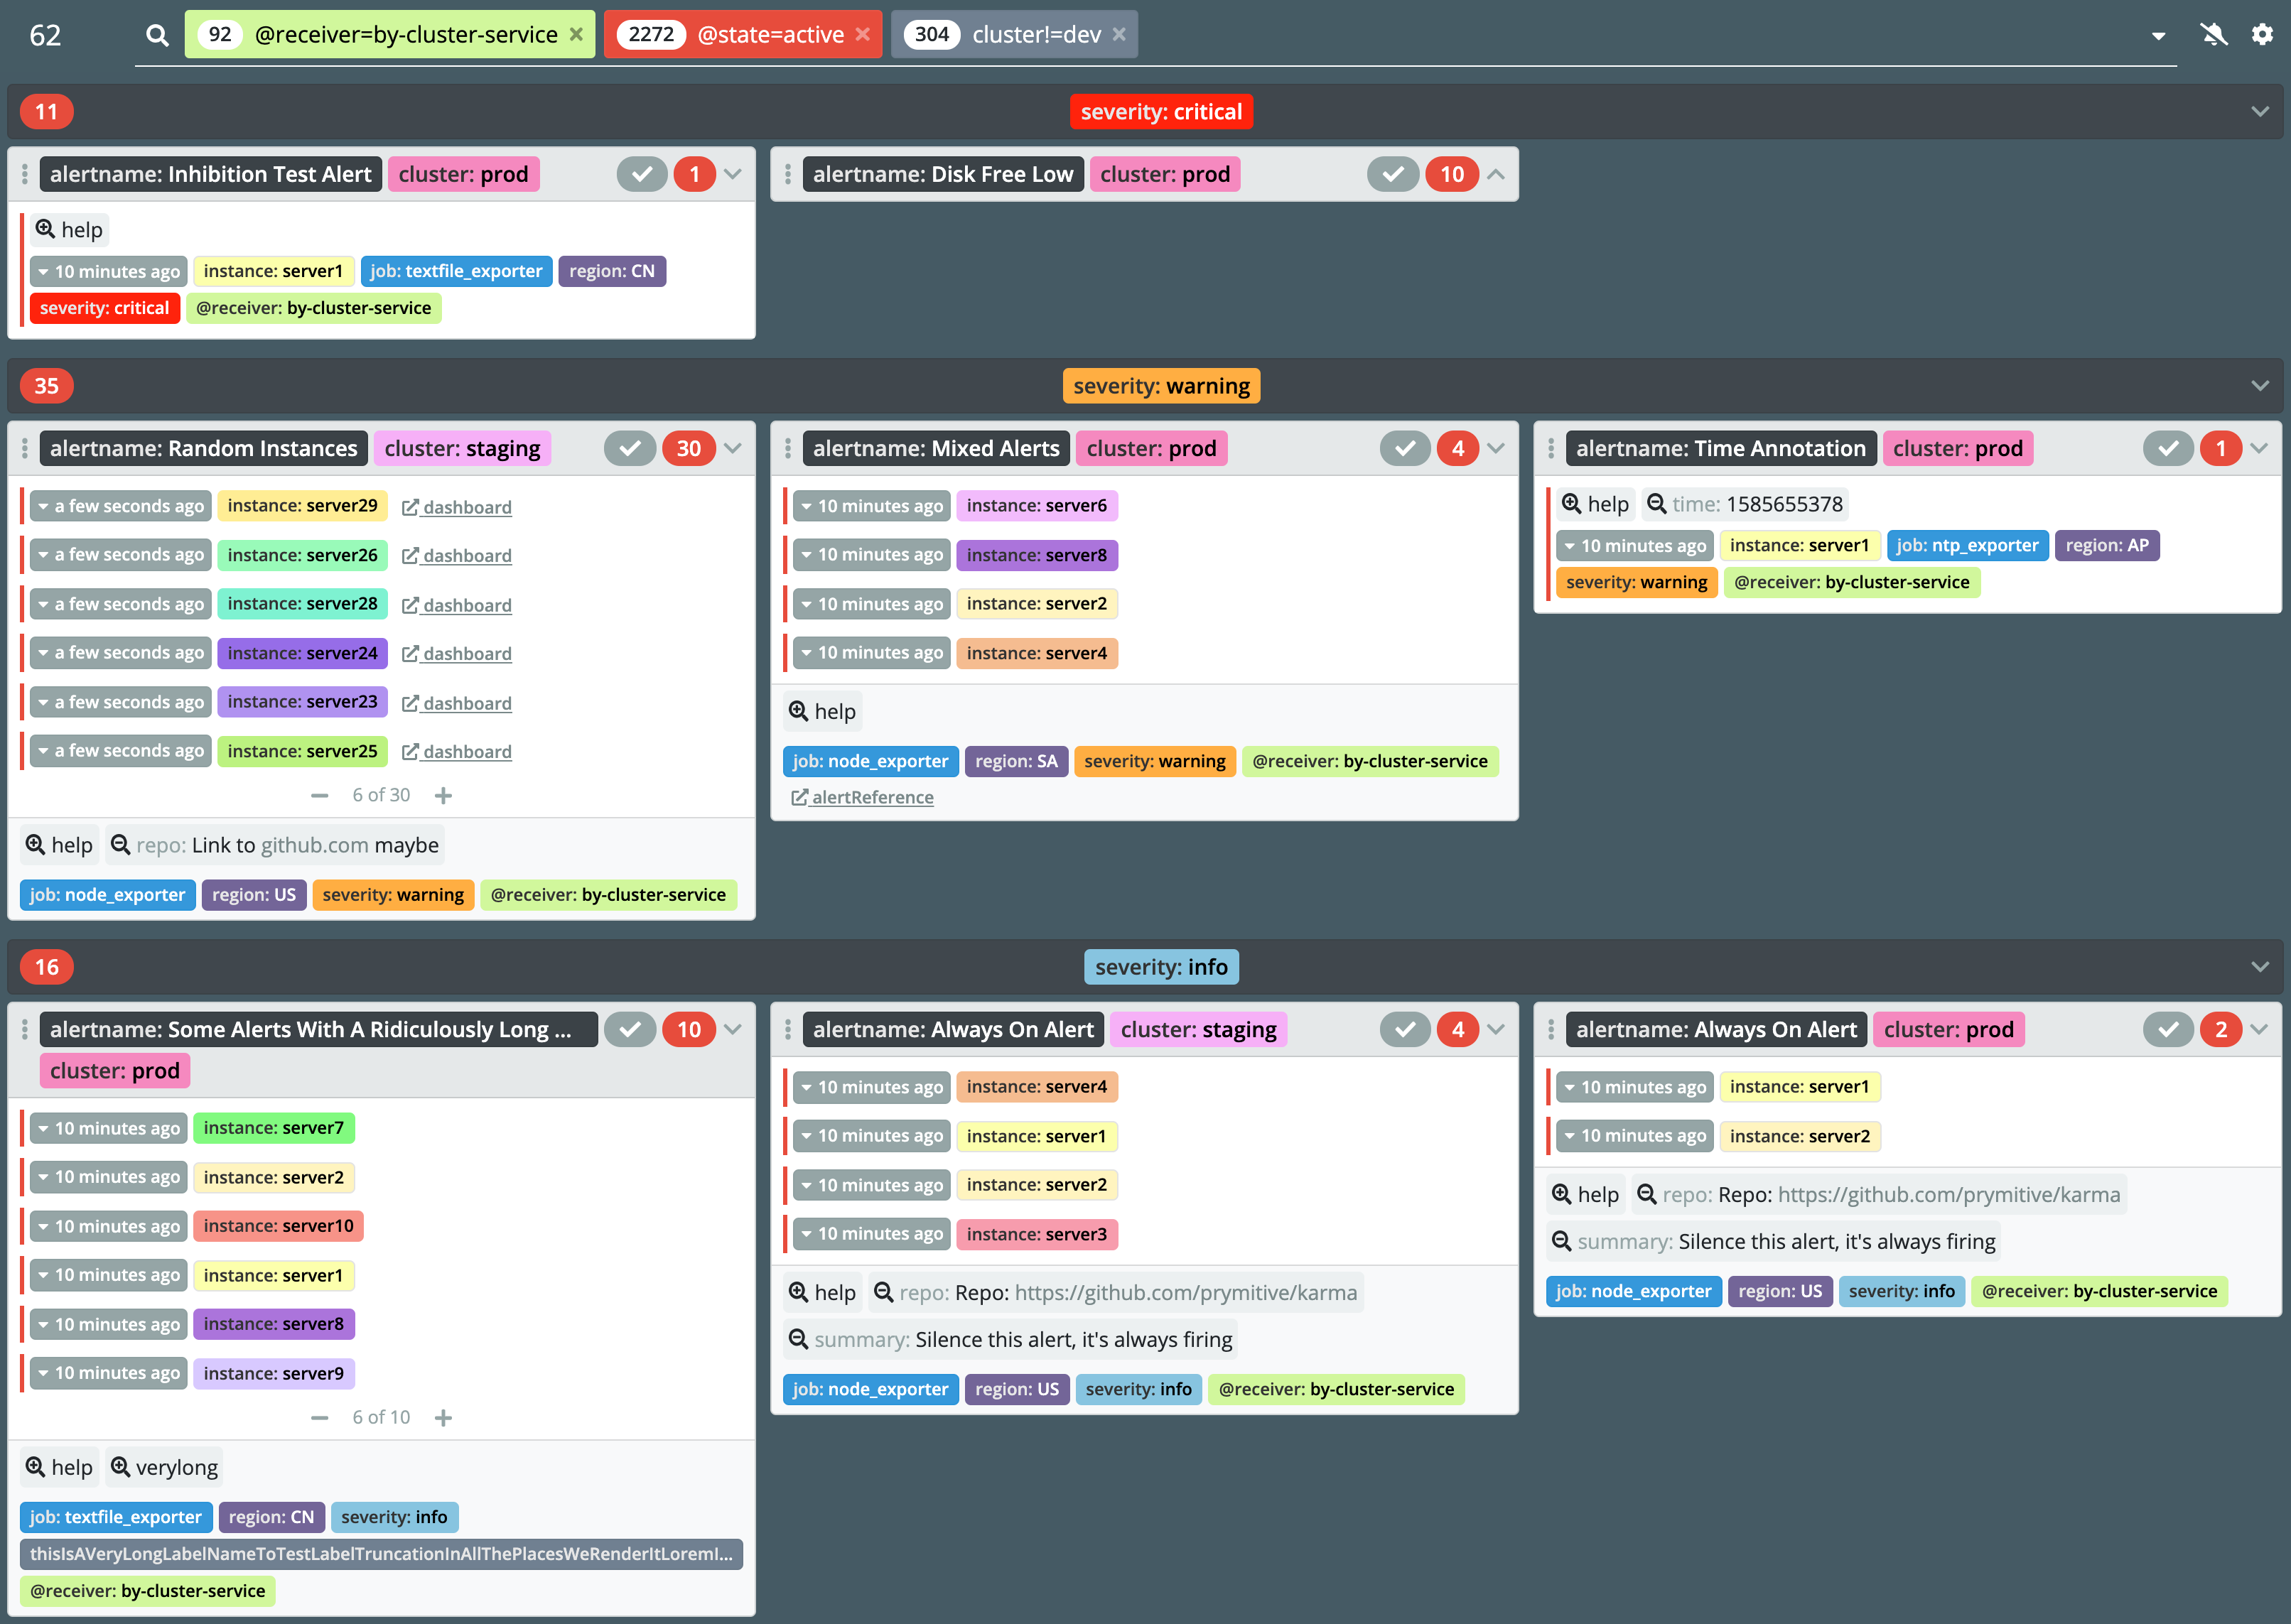 62 92 @receiver=by-cluster-service × 2272 @state=active × 304 cluster!=dev ×
11 severity: critical
alertname: Inhibition Test Alert cluster: prod 1
help
10 minutes ago instance: server1 job: textfile_exporter region: CN
severity: critical @receiver: by-cluster-service
alertname: Disk Free Low cluster: prod 10
35 severity: warning
alertname: Random Instances cluster: staging 30
a few seconds ago instance: server29 dashboard
a few seconds ago instance: server26 dashboard
a few seconds ago instance: server28 dashboard
a few seconds ago instance: server24 dashboard
a few seconds ago instance: server23 dashboard
a few seconds ago instance: server25 dashboard
6 of 30
help repo: Link to github.com maybe
job: node_exporter region: US severity: warning @receiver: by-cluster-service
alertname: Mixed Alerts cluster: prod 4
10 minutes ago instance: server6
10 minutes ago instance: server8
10 minutes ago instance: server2
10 minutes ago instance: server4
help
job: node_exporter region: SA severity: warning @receiver: by-cluster-service
alertReference
alertname: Time Annotation cluster: prod 1
help time: 1585655378
10 minutes ago instance: server1 job: ntp_exporter region: AP
severity: warning @receiver: by-cluster-service
16 severity: info
alertname: Some Alerts With A Ridiculously Long ... 10
cluster: prod
10 minutes ago instance: server7
10 minutes ago instance: server2
10 minutes ago instance: server10
10 minutes ago instance: server1
10 minutes ago instance: server8
10 minutes ago instance: server9
6 of 10
help verylong
job: textfile_exporter region: CN severity: info
thisIsAVeryLongLabelNameToTestLabelTruncationInAllThePlacesWeRenderItLoremI...
@receiver: by-cluster-service
alertname: Always On Alert cluster: staging 4
10 minutes ago instance: server4
10 minutes ago instance: server1
10 minutes ago instance: server2
10 minutes ago instance: server3
help repo: Repo: https://github.com/prymitive/karma
summary: Silence this alert, it's always firing
job: node_exporter region: US severity: info @receiver: by-cluster-service
alertname: Always On Alert cluster: prod 2
10 minutes ago instance: server1
10 minutes ago instance: server2
help repo: Repo: https://github.com/prymitive/karma
summary: Silence this alert, it's always firing
job: node_exporter region: US severity: info @receiver: by-cluster-service